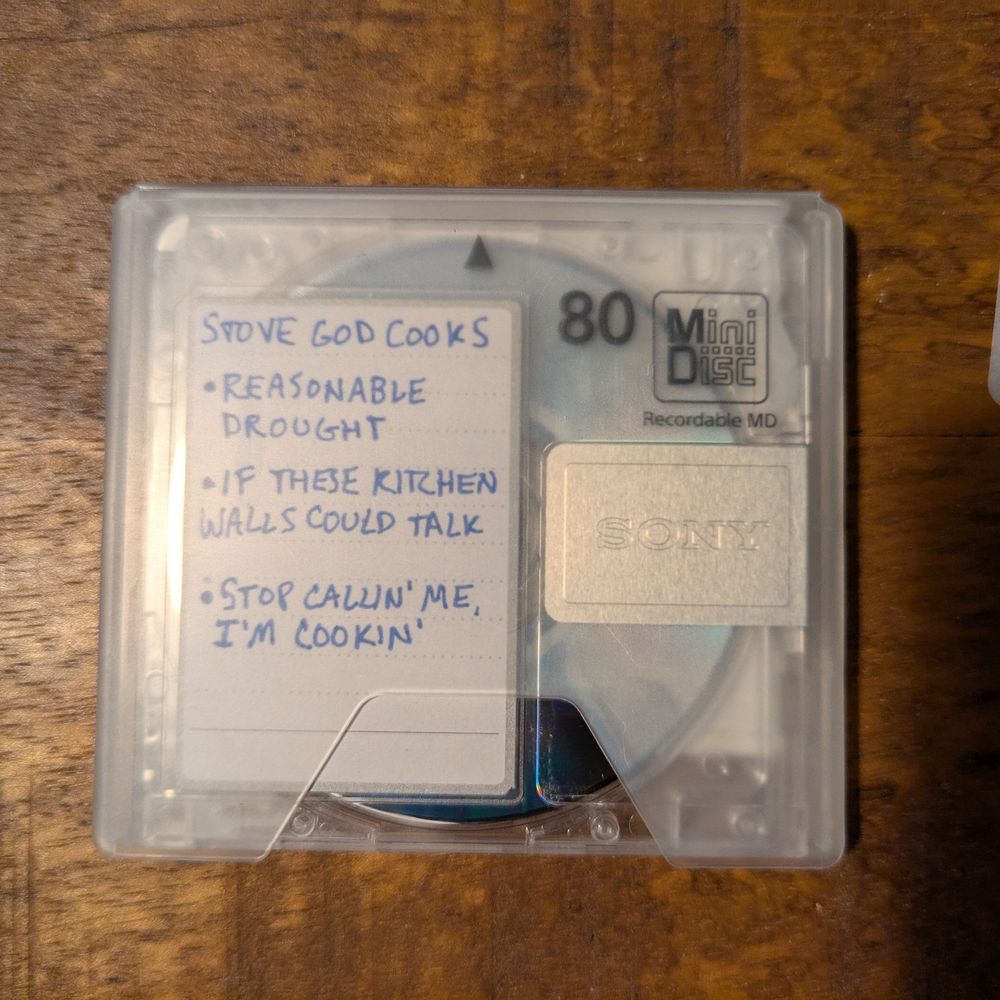 STOVE GOD COOKS
•REASONABLE
DROUGHT
•IF THESE KITCHEN
WALLS COULD TALK
•STOP CALLIN' ME,
I'M COOKIN'
80
Mini
Disc
Recordable MD
SONY